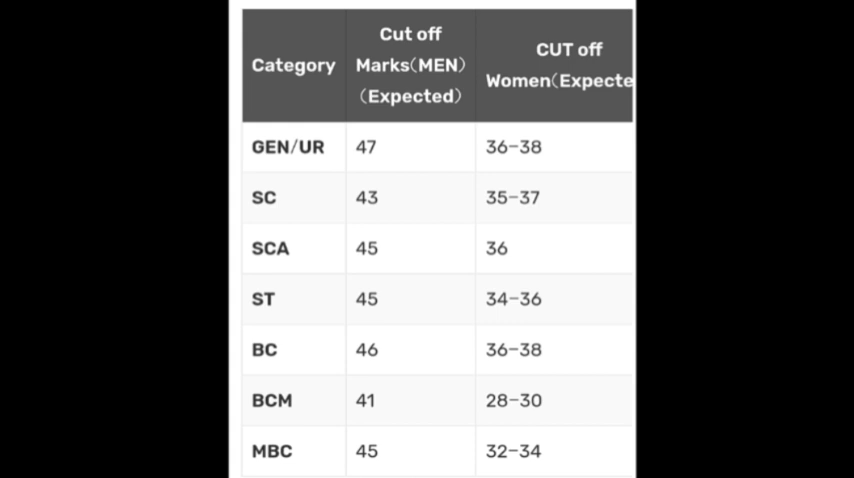 Category
Cut off
Marks(MEN)
(Expected)
CUT off
Women(Expecte
GEN/UR 47 36-38
SC 43 35-37
SCA 45 36
ST 45 34-36
BC 46 36-38
BCM 41 28-30
MBC 45 32-34